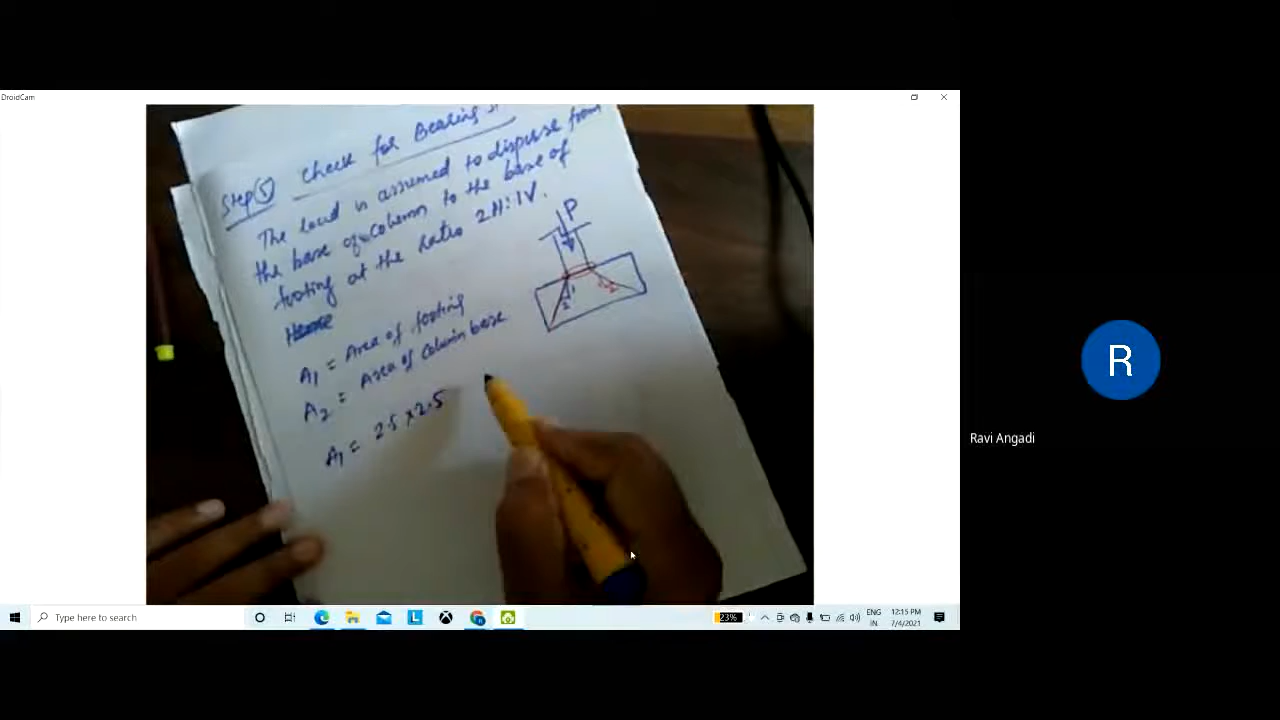 DroidCam
Step 5 Check for Bearing
The load is assumed to disperse from
the base of column to the base of
footing at the ratio 2H:1V.
P
1
2
A1 = Area of footing
A2 = Area of column base
A1 = 2.5 x 2.5
R
Ravi Angadi
Type here to search
23%
ENG
IN
12:15 PM
7/4/2021